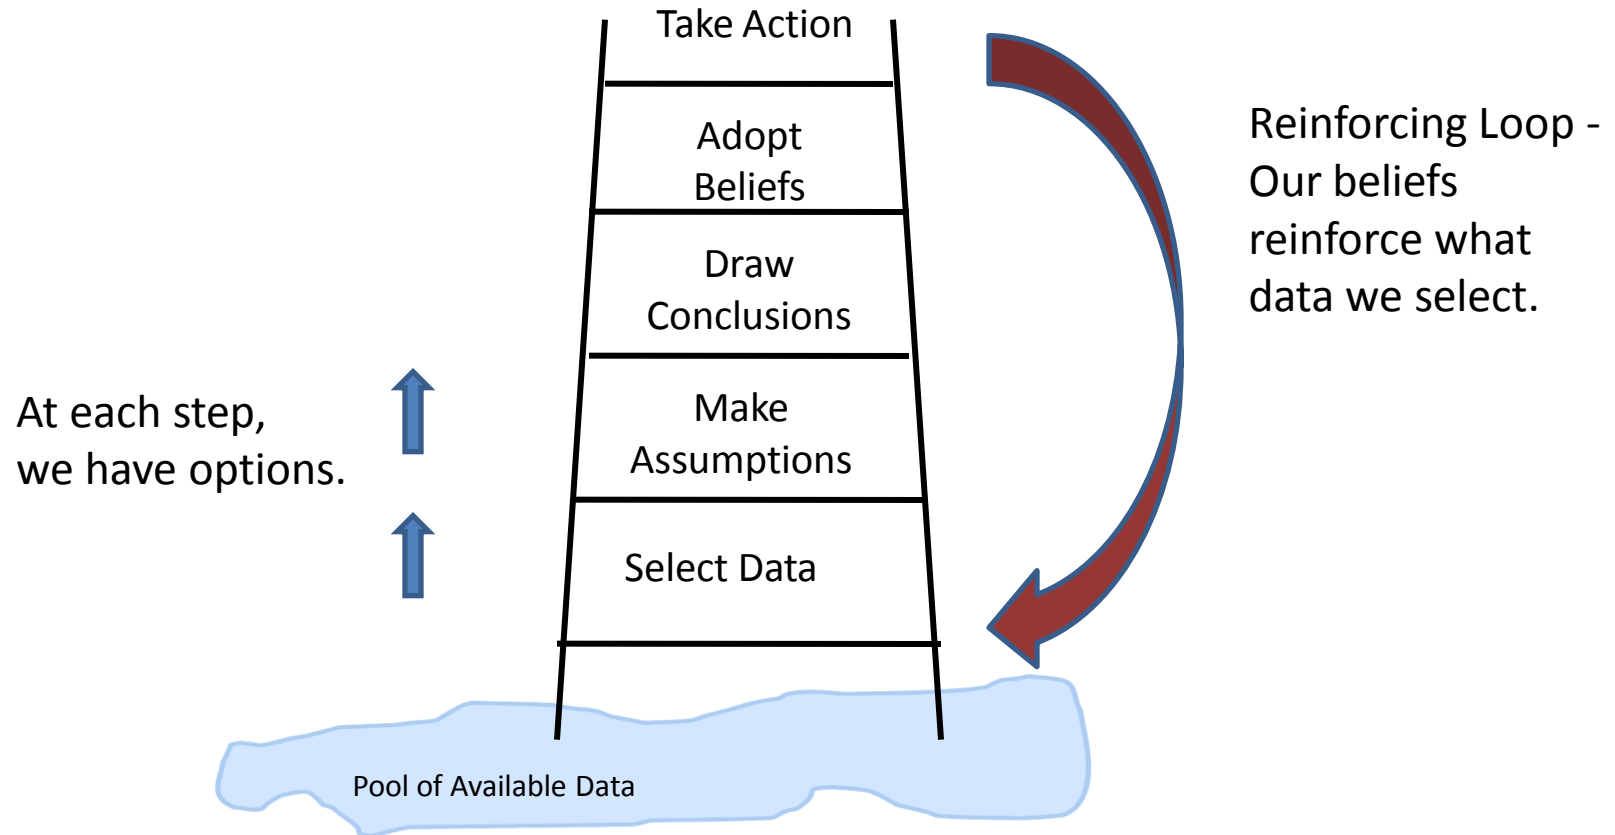 Take Action
Adopt
Beliefs
Draw
Conclusions
Make
Assumptions
Select Data
Pool of Available Data
At each step,
we have options.
Reinforcing Loop -
Our beliefs
reinforce what
data we select.